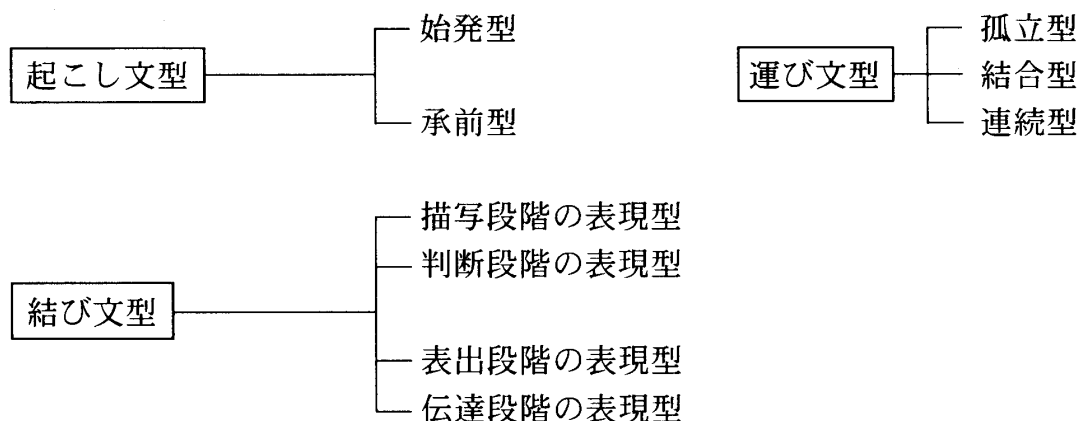 起こし文型
始発型
承前型
運び文型
孤立型
結合型
連続型
結び文型
描写段階の表現型
判断段階の表現型
表出段階の表現型
伝達段階の表現型